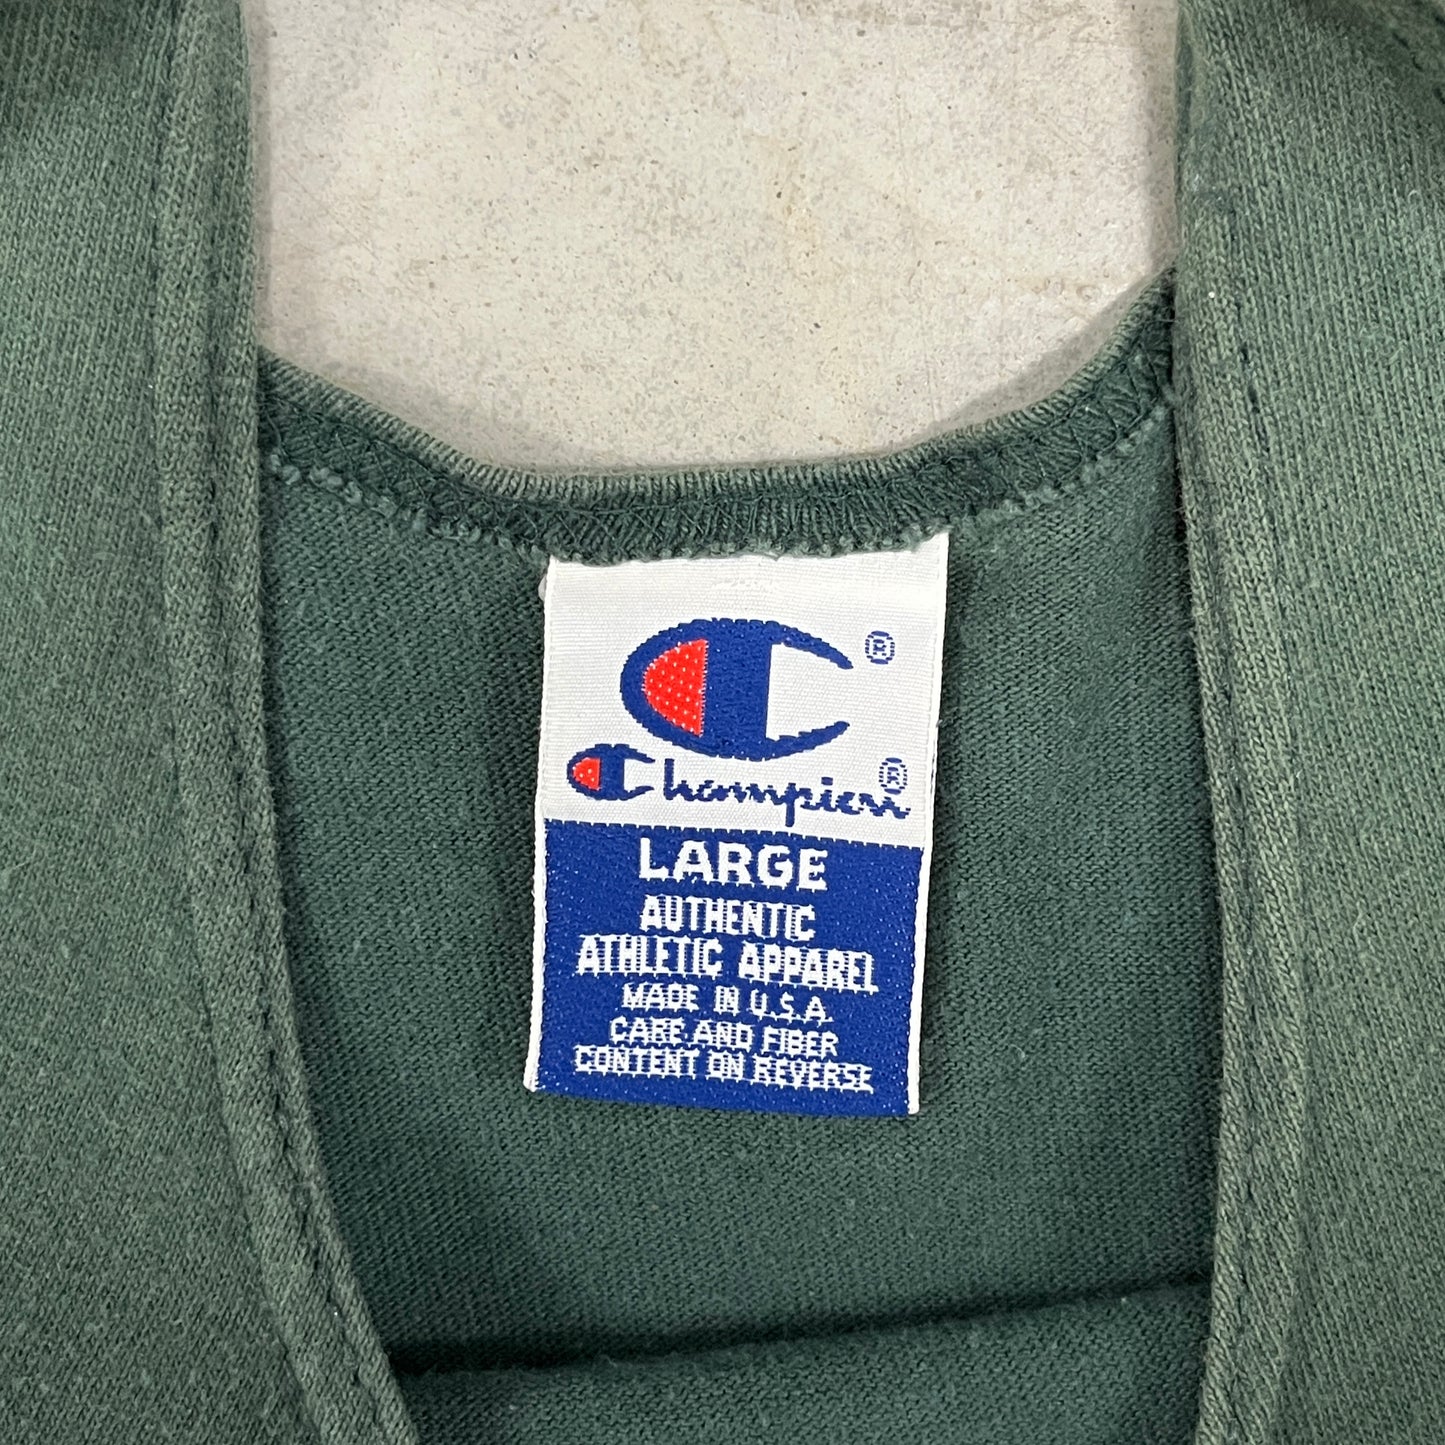 C®
Champion®
LARGE
AUTHENTIC
ATHLETIC APPAREL
MADE IN U.S.A.
CARE AND FIBER
CONTENT ON REVERSE